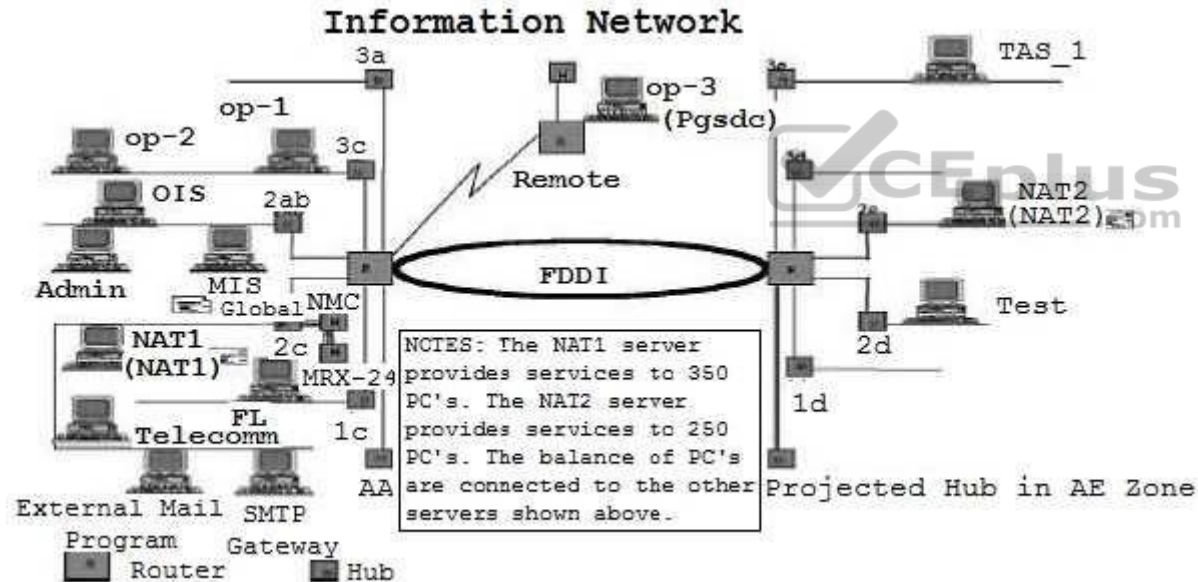 Information Network
3a
TAS_1
op-1
op-3
(Pgsdc)
op-2
3c
Remote
CEplus
.com
OIS
2ab
NAT2
(NAT2)
Admin
MIS
Global
NMC
FDDI
Test
NAT1
(NAT1)
2c
MRX-24
2d
NOTES: The NAT1 server
provides services to 350
PC's. The NAT2 server
provides services to 250
PC's. The balance of PC's
are connected to the other
servers shown above.
1d
FL
Telecomm
1c
AA
Projected Hub in AE Zone
External Mail
Program
SMTP
Gateway
Router
Hub